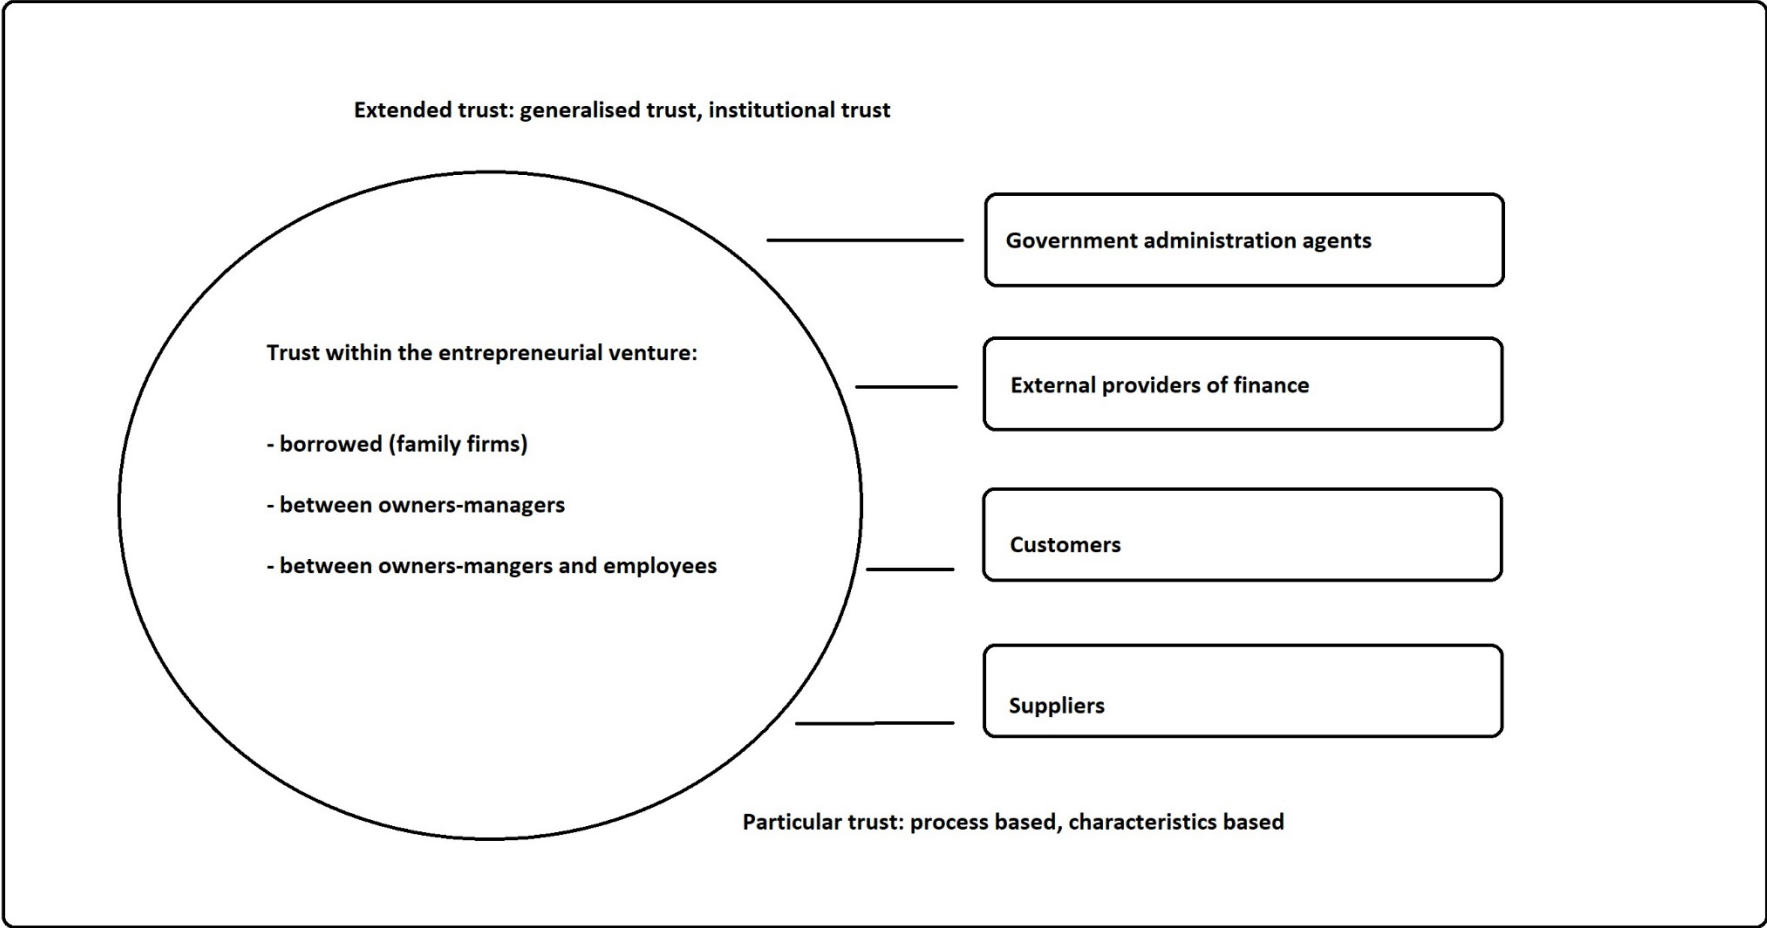 Extended trust: generalised trust, institutional trust
Government administration agents
Trust within the entrepreneurial venture:
External providers of finance
- borrowed (family firms)
- between owners-managers
- between owners-mangers and employees
Customers
Suppliers
Particular trust: process based, characteristics based